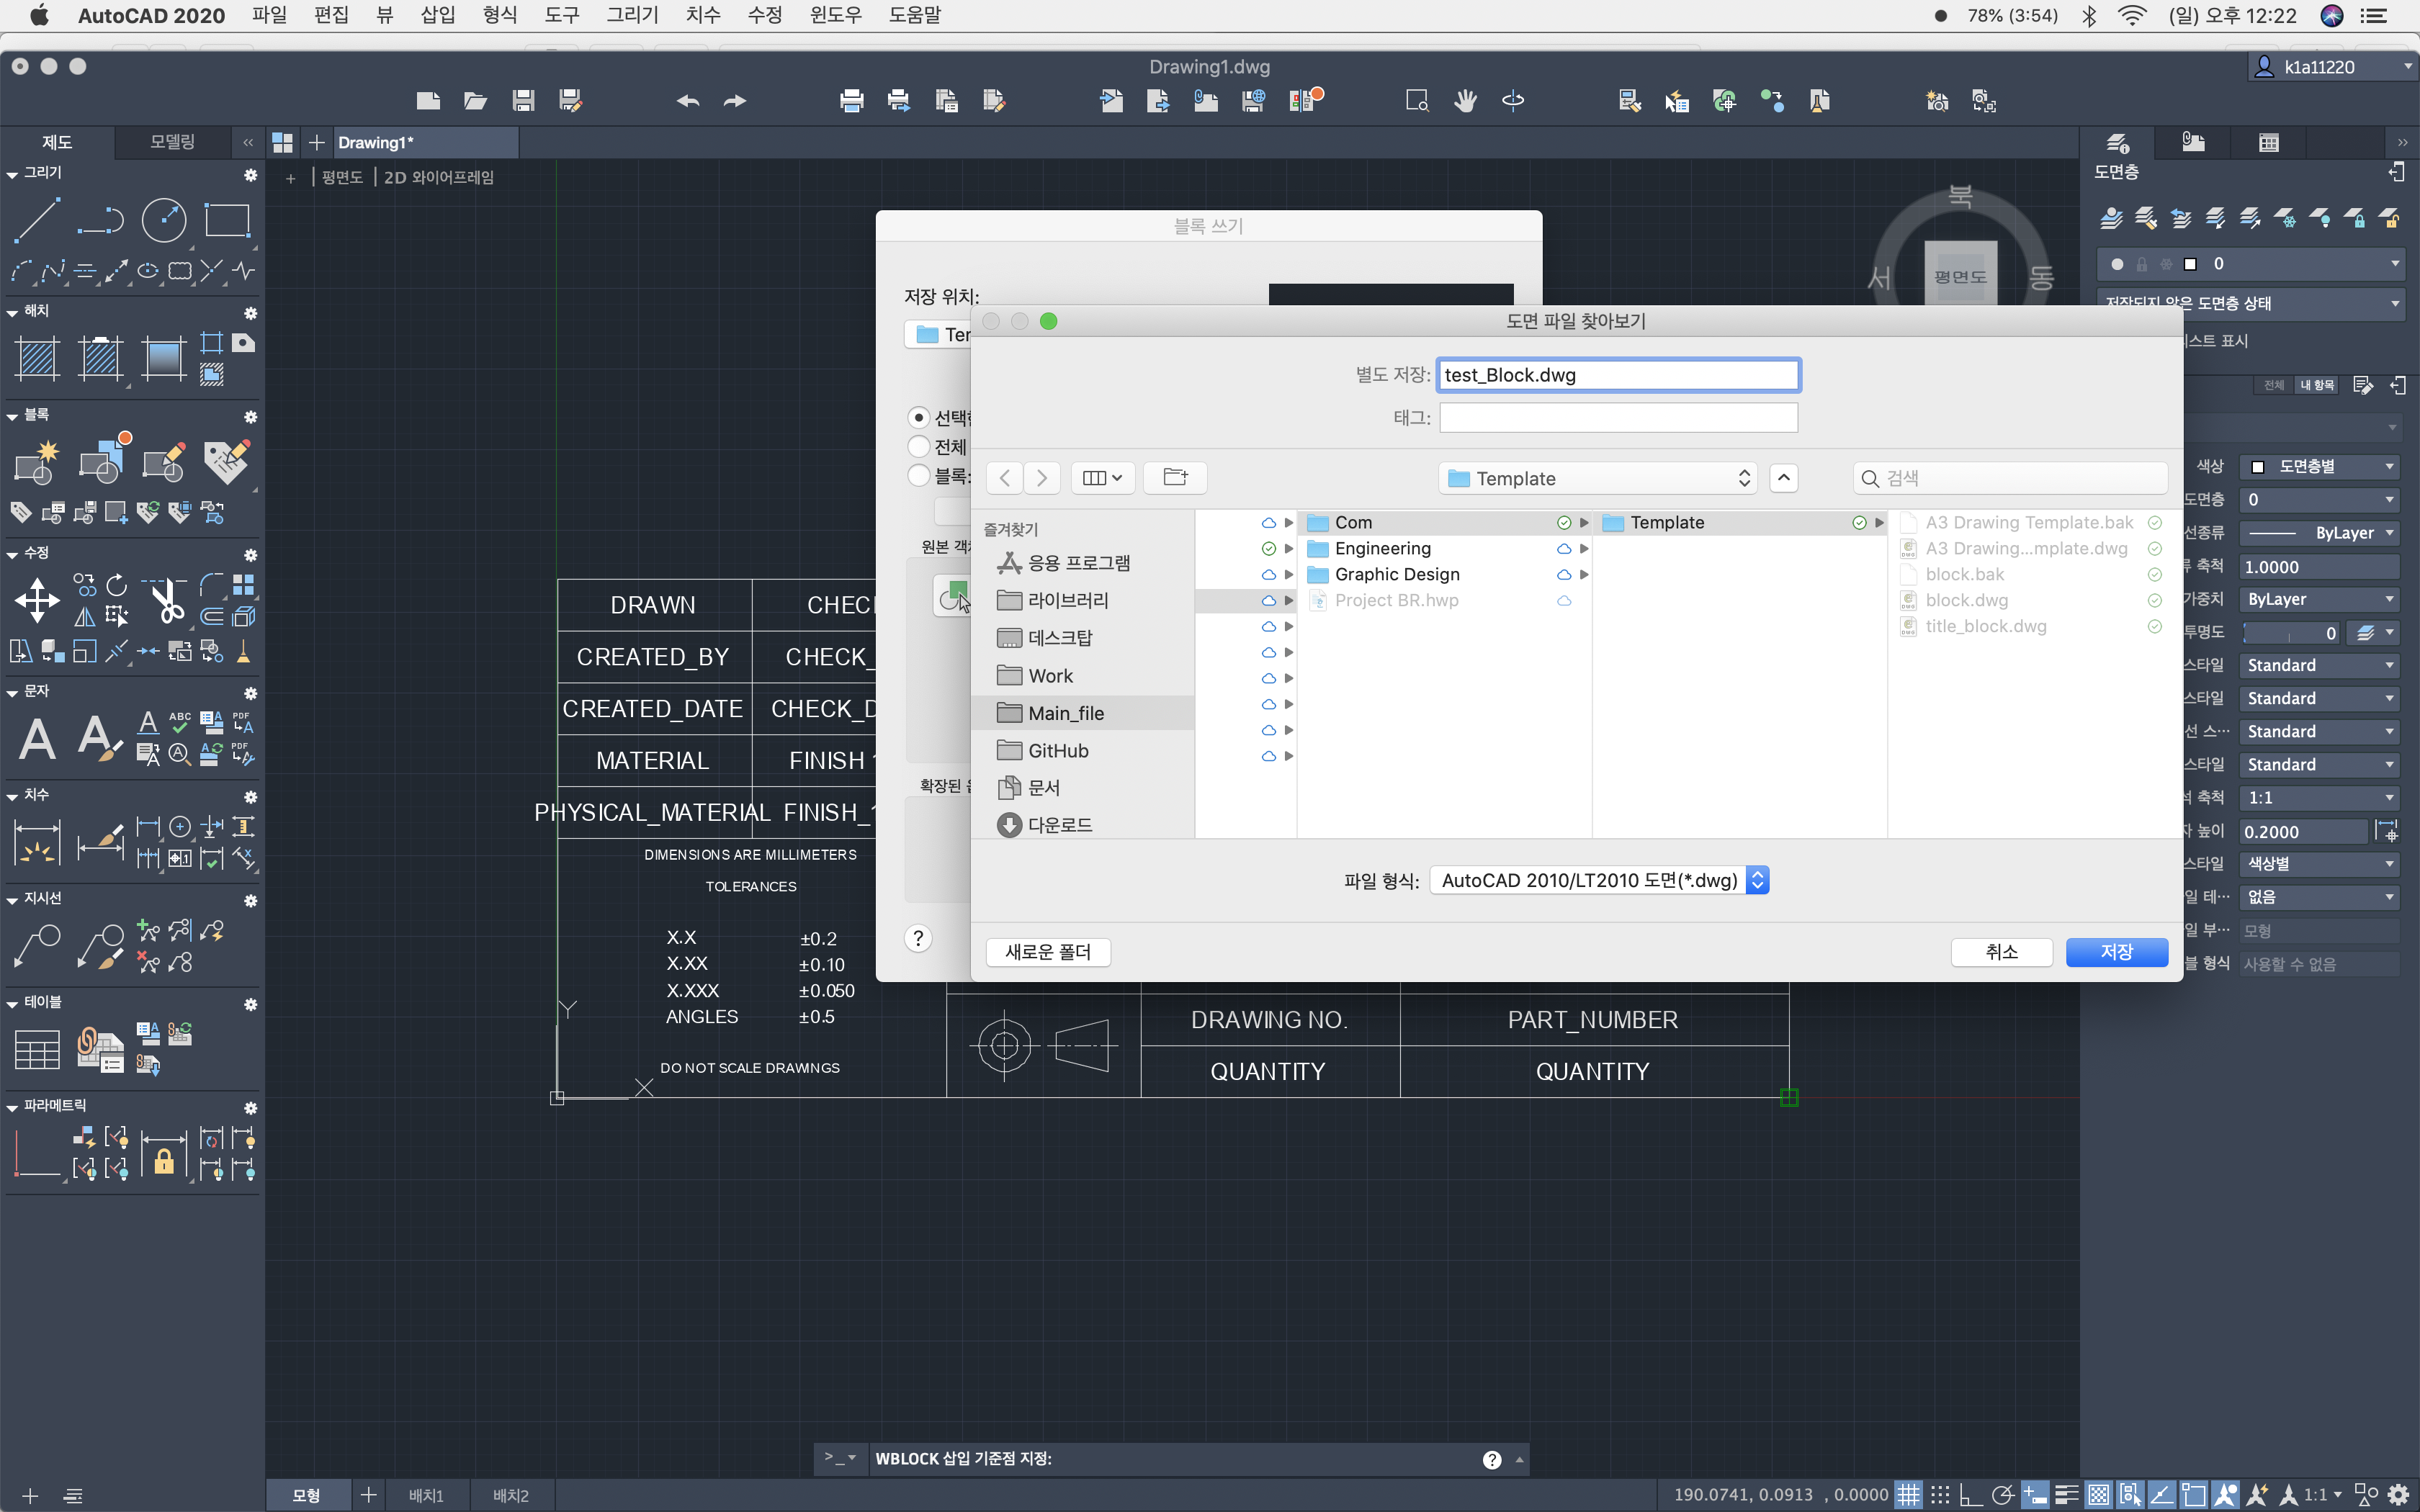 AutoCAD 2020 파일 편집 뷰 삽입 형식 도구 그리기 치수 수정 윈도우 도움말 78% (3:54) (일) 오후 12:22
Drawing1.dwg
k1a11220
제도 모델링 « Drawing1* »
그리기
+ 평면도 2D 와이어프레임
도면층
북
서 평면도 동
0
저장되지 않은 도면층 상태
스트 표시
전체 내 항목
해치
블록
수정
문자
치수
지시선
테이블
파라메트릭
블록 쓰기
저장 위치:
Ter
선택한
전체
블록:
원본 객체
확장된
?
도면 파일 찾아보기
별도 저장: test_Block.dwg
태그:
Template
검색
즐겨찾기
응용 프로그램
라이브러리
데스크탑
Work
Main_file
GitHub
문서
다운로드
Com
Engineering
Graphic Design
Project BR.hwp
Template
A3 Drawing Template.bak
A3 Drawing...mplate.dwg
block.bak
block.dwg
title_block.dwg
파일 형식: AutoCAD 2010/LT2010 도면(*.dwg)
새로운 폴더 취소 저장
색상 도면층별
도면층 0
선종류 ByLayer
축척 1.0000
가중치 ByLayer
투명도 0
스타일 Standard
스타일 Standard
선 스... Standard
스타일 Standard
축척 1:1
높이 0.2000
스타일 색상별
일 테... 없음
일 부... 모형
블 형식 사용할 수 없음
DRAWN CHEC
CREATED_BY CHECK_
CREATED_DATE CHECK_D
MATERIAL FINISH
PHYSICAL_MATERIAL FINISH_
DIMENSIONS ARE MILLIMETERS
TOLERANCES
X.X ±0.2
X.XX ±0.10
X.XXX ±0.050
ANGLES ±0.5
DO NOT SCALE DRAWINGS
Y
X
DRAWING NO. PART_NUMBER
QUANTITY QUANTITY
>_ WBLOCK 삽입 기준점 지정: ?
모형 + 배치1 배치2
190.0741, 0.0913 , 0.0000 1:1